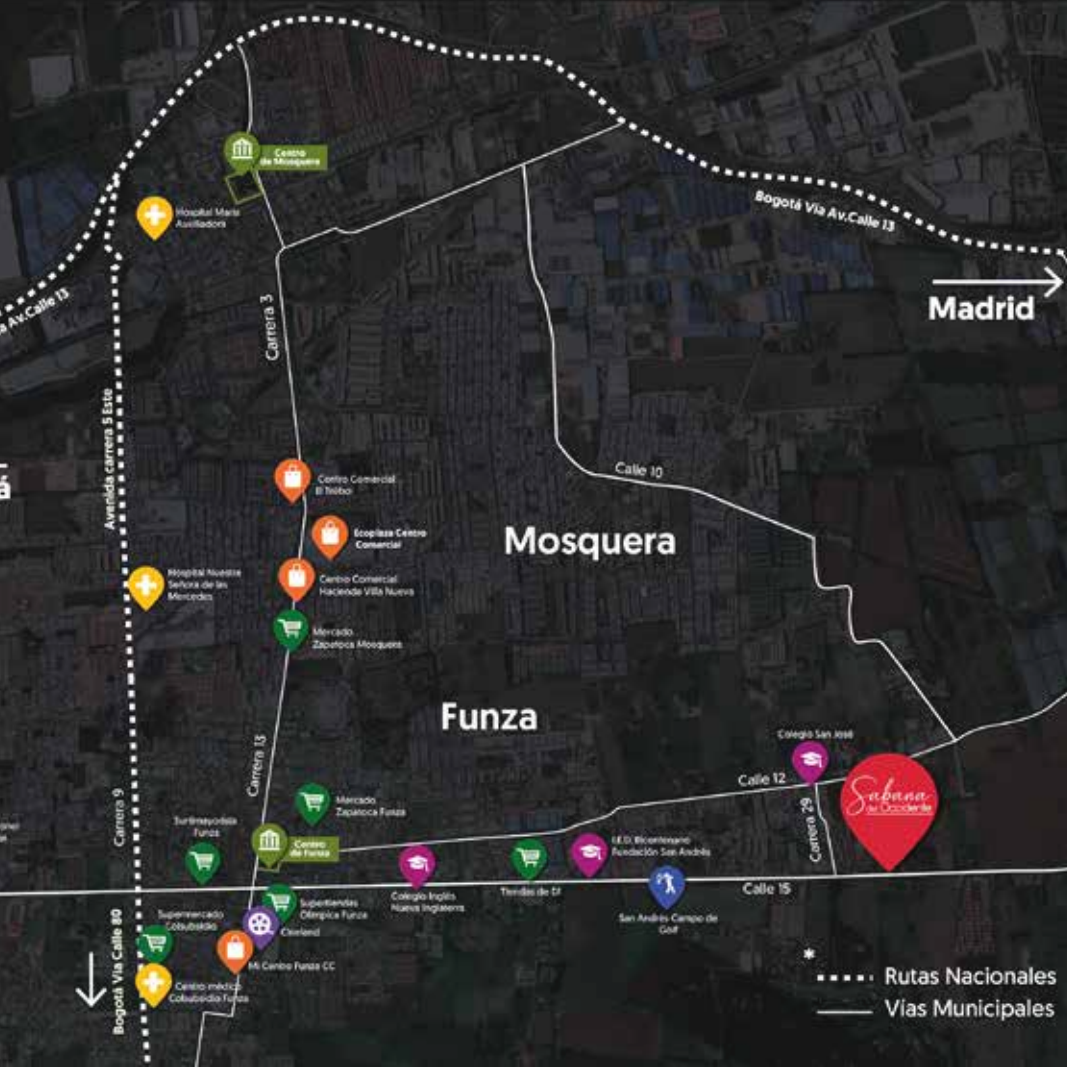 Centro
de Mosquera
Hospital María
Auxiliadora
Bogotá Vía Av.Calle 13
a Av.Calle 13
Madrid
Carrera 3
Avenida carrera 5 Este
Calle 10
Centro Comercial
El Trébol
Ecoplaza Centro
Comercial
Mosquera
Centro Comercial
Hacienda Villa Nueva
Hospital Nuestra
Señora de las
Mercedes
Mercado
Zapatoca Mosquera
Funza
Carrera 13
Colegio San José
Calle 12
Sabana
de Occidente
Carrera 9
Mercado
Zapatoca Funza
Surtimayorista
Funza
Centro
de Funza
Carrera 29
I.E.D. Bicentenario
Fundación San Andrés
Colegio Inglés
Nueva Inglaterra
Tiendas de D1
Calle 15
Supertiendas
Olímpica Funza
San Andrés Campo de
Golf
Supermercado
Colsubsidio
Cineland
Mi Centro Funza CC
Bogotá Vía Calle 80
Centro médico
Colsubsidio Funza
*
Rutas Nacionales
Vías Municipales